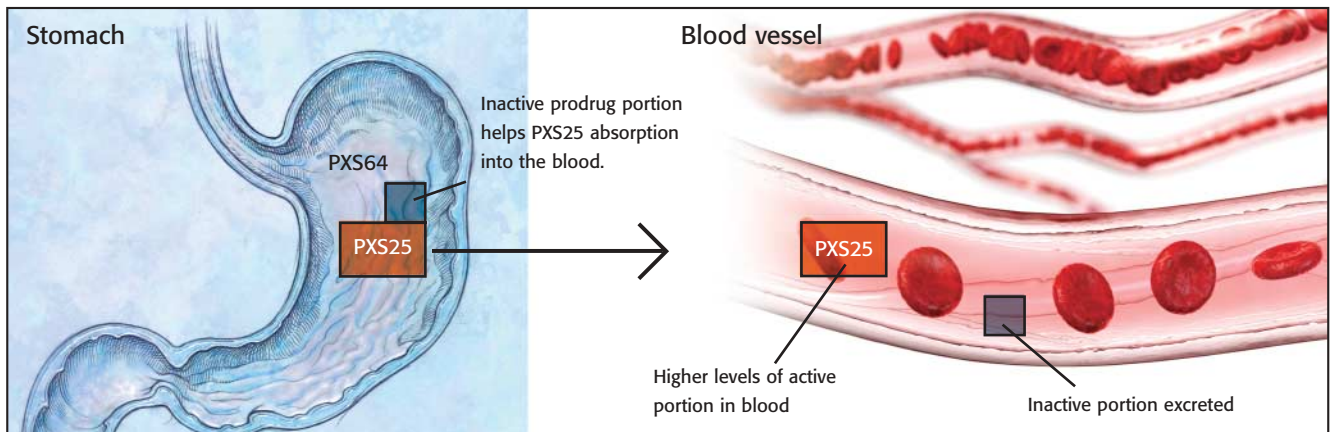 Stomach
Inactive prodrug portion
helps PXS25 absorption
into the blood.
PXS64
PXS25
Blood vessel
PXS25
Higher levels of active
portion in blood
Inactive portion excreted